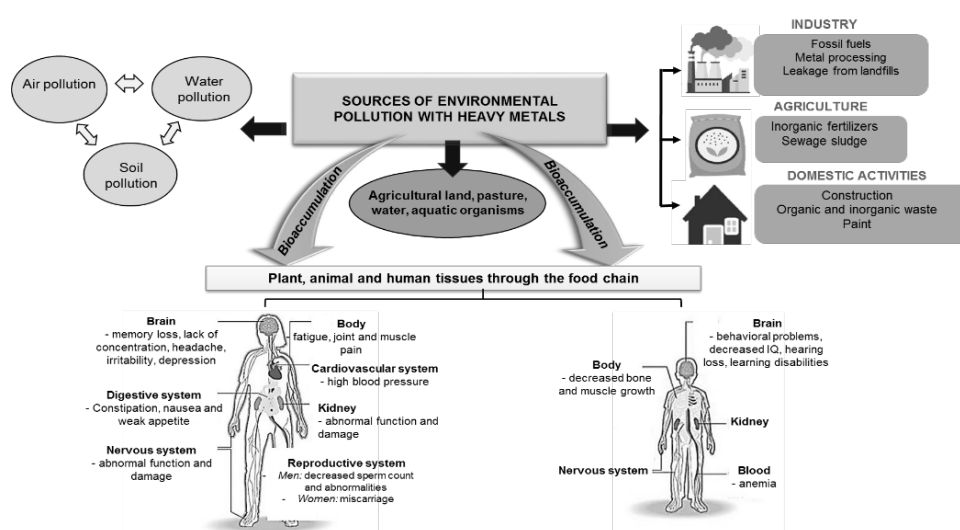 Air pollution
Water
pollution
Soil
pollution
SOURCES OF ENVIRONMENTAL
POLLUTION WITH HEAVY METALS
INDUSTRY
Fossil fuels
Metal processing
Leakage from landfills
AGRICULTURE
Inorganic fertilizers
Sewage sludge
DOMESTIC ACTIVITIES
Construction
Organic and inorganic waste
Paint
Bioaccumulation
Agricultural land, pasture,
water, aquatic organisms
Bioaccumulation
Plant, animal and human tissues through the food chain
Brain
- memory loss, lack of
concentration, headache,
irritability, depression
Body
fatigue, joint and muscle
pain
Cardiovascular system
- high blood pressure
Digestive system
- Constipation, nausea and
weak appetite
Kidney
- abnormal function and
damage
Nervous system
- abnormal function and
damage
Reproductive system
- Men: decreased sperm count
and abnormalities
- Women: miscarriage
Brain
- behavioral problems,
decreased IQ, hearing
loss, learning disabilities
Body
- decreased bone
and muscle growth
Kidney
Nervous system
Blood
- anemia